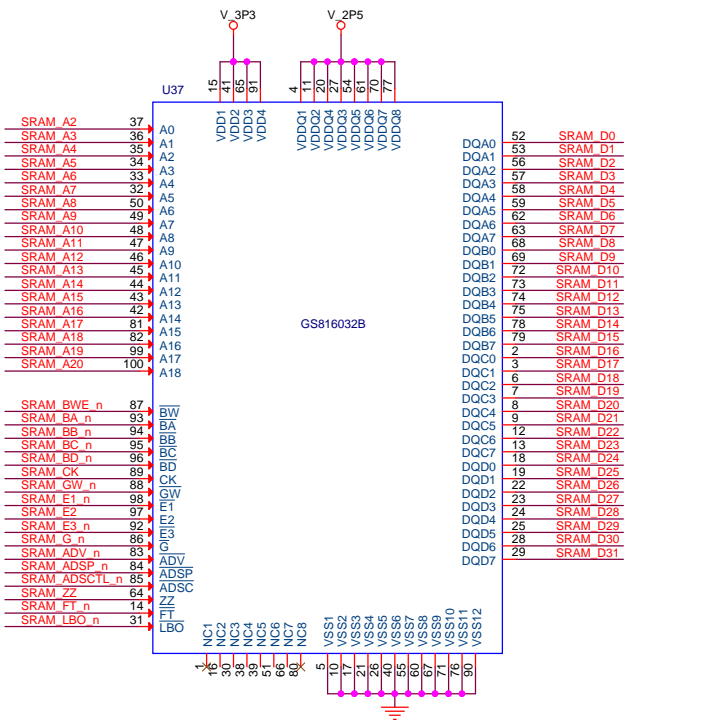 V_3P3 V_2P5
U37
15 41 65 91 4 11 20 27 54 61 70 77
VDD1 VDD2 VDD3 VDD4 VDDQ1 VDDQ2 VDDQ4 VDDQ3 VDDQ5 VDDQ6 VDDQ7 VDDQ8
SRAM_A2 37 A0
SRAM_A3 36 A1
SRAM_A4 35 A2
SRAM_A5 34 A3
SRAM_A6 33 A4
SRAM_A7 32 A5
SRAM_A8 50 A6
SRAM_A9 49 A7
SRAM_A10 48 A8
SRAM_A11 47 A9
SRAM_A12 46 A10
SRAM_A13 45 A11
SRAM_A14 44 A12
SRAM_A15 43 A13
SRAM_A16 42 A14
SRAM_A17 81 A15
SRAM_A18 82 A16
SRAM_A19 99 A17
SRAM_A20 100 A18
SRAM_BWE_n 87 BW
SRAM_BA_n 93 BA
SRAM_BB_n 94 BB
SRAM_BC_n 95 BC
SRAM_BD_n 96 BD
SRAM_CK 89 CK
SRAM_GW_n 88 GW
SRAM_E1_n 98 E1
SRAM_E2 97 E2
SRAM_E3_n 92 E3
SRAM_G_n 86 G
SRAM_ADV_n 83 ADV
SRAM_ADSP_n 84 ADSP
SRAM_ADSCTL_n 85 ADSC
SRAM_ZZ 64 ZZ
SRAM_FT_n 14 FT
SRAM_LBO_n 31 LBO
GS816032B
DQA0 52 SRAM_D0
DQA1 53 SRAM_D1
DQA2 56 SRAM_D2
DQA3 57 SRAM_D3
DQA4 58 SRAM_D4
DQA5 59 SRAM_D5
DQA6 62 SRAM_D6
DQA7 63 SRAM_D7
DQB0 68 SRAM_D8
DQB1 69 SRAM_D9
DQB2 72 SRAM_D10
DQB3 73 SRAM_D11
DQB4 74 SRAM_D12
DQB5 75 SRAM_D13
DQB6 78 SRAM_D14
DQB7 79 SRAM_D15
DQC0 2 SRAM_D16
DQC1 3 SRAM_D17
DQC2 6 SRAM_D18
DQC3 7 SRAM_D19
DQC4 8 SRAM_D20
DQC5 9 SRAM_D21
DQC6 12 SRAM_D22
DQC7 13 SRAM_D23
DQD0 18 SRAM_D24
DQD1 19 SRAM_D25
DQD2 22 SRAM_D26
DQD3 23 SRAM_D27
DQD4 24 SRAM_D28
DQD5 25 SRAM_D29
DQD6 28 SRAM_D30
DQD7 29 SRAM_D31
NC1 NC2 NC3 NC4 NC5 NC6 NC7 NC8 VSS1 VSS2 VSS3 VSS4 VSS5 VSS6 VSS7 VSS8 VSS9 VSS10 VSS11 VSS12
1 16 30 38 39 51 66 80 5 10 17 21 26 40 55 60 67 71 76 90